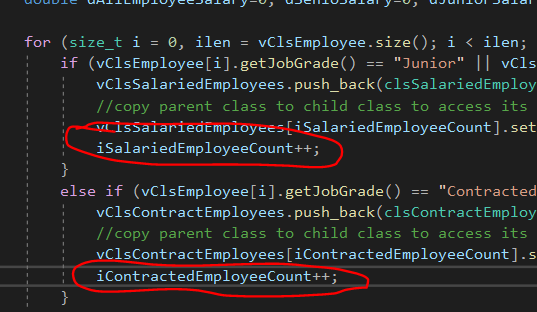 double dAllEmployeeSalary=0, dSeniorSalary=0, dJuniorSalar
for (size_t i = 0, ilen = vClsEmployee.size(); i < ilen;
if (vClsEmployee[i].getJobGrade() == "Junior" || vCls
vClsSalariedEmployees.push_back(clsSalariedEmploy
//copy parent class to child class to access its
vClsSalariedEmployees[iSalariedEmployeeCount].set
iSalariedEmployeeCount++;
}
else if (vClsEmployee[i].getJobGrade() == "Contracted
vClsContractEmployees.push_back(clsContractEmploy
//copy parent class to child class to access its
vClsContractEmployees[iContractedEmployeeCount].s
iContractedEmployeeCount++;
}